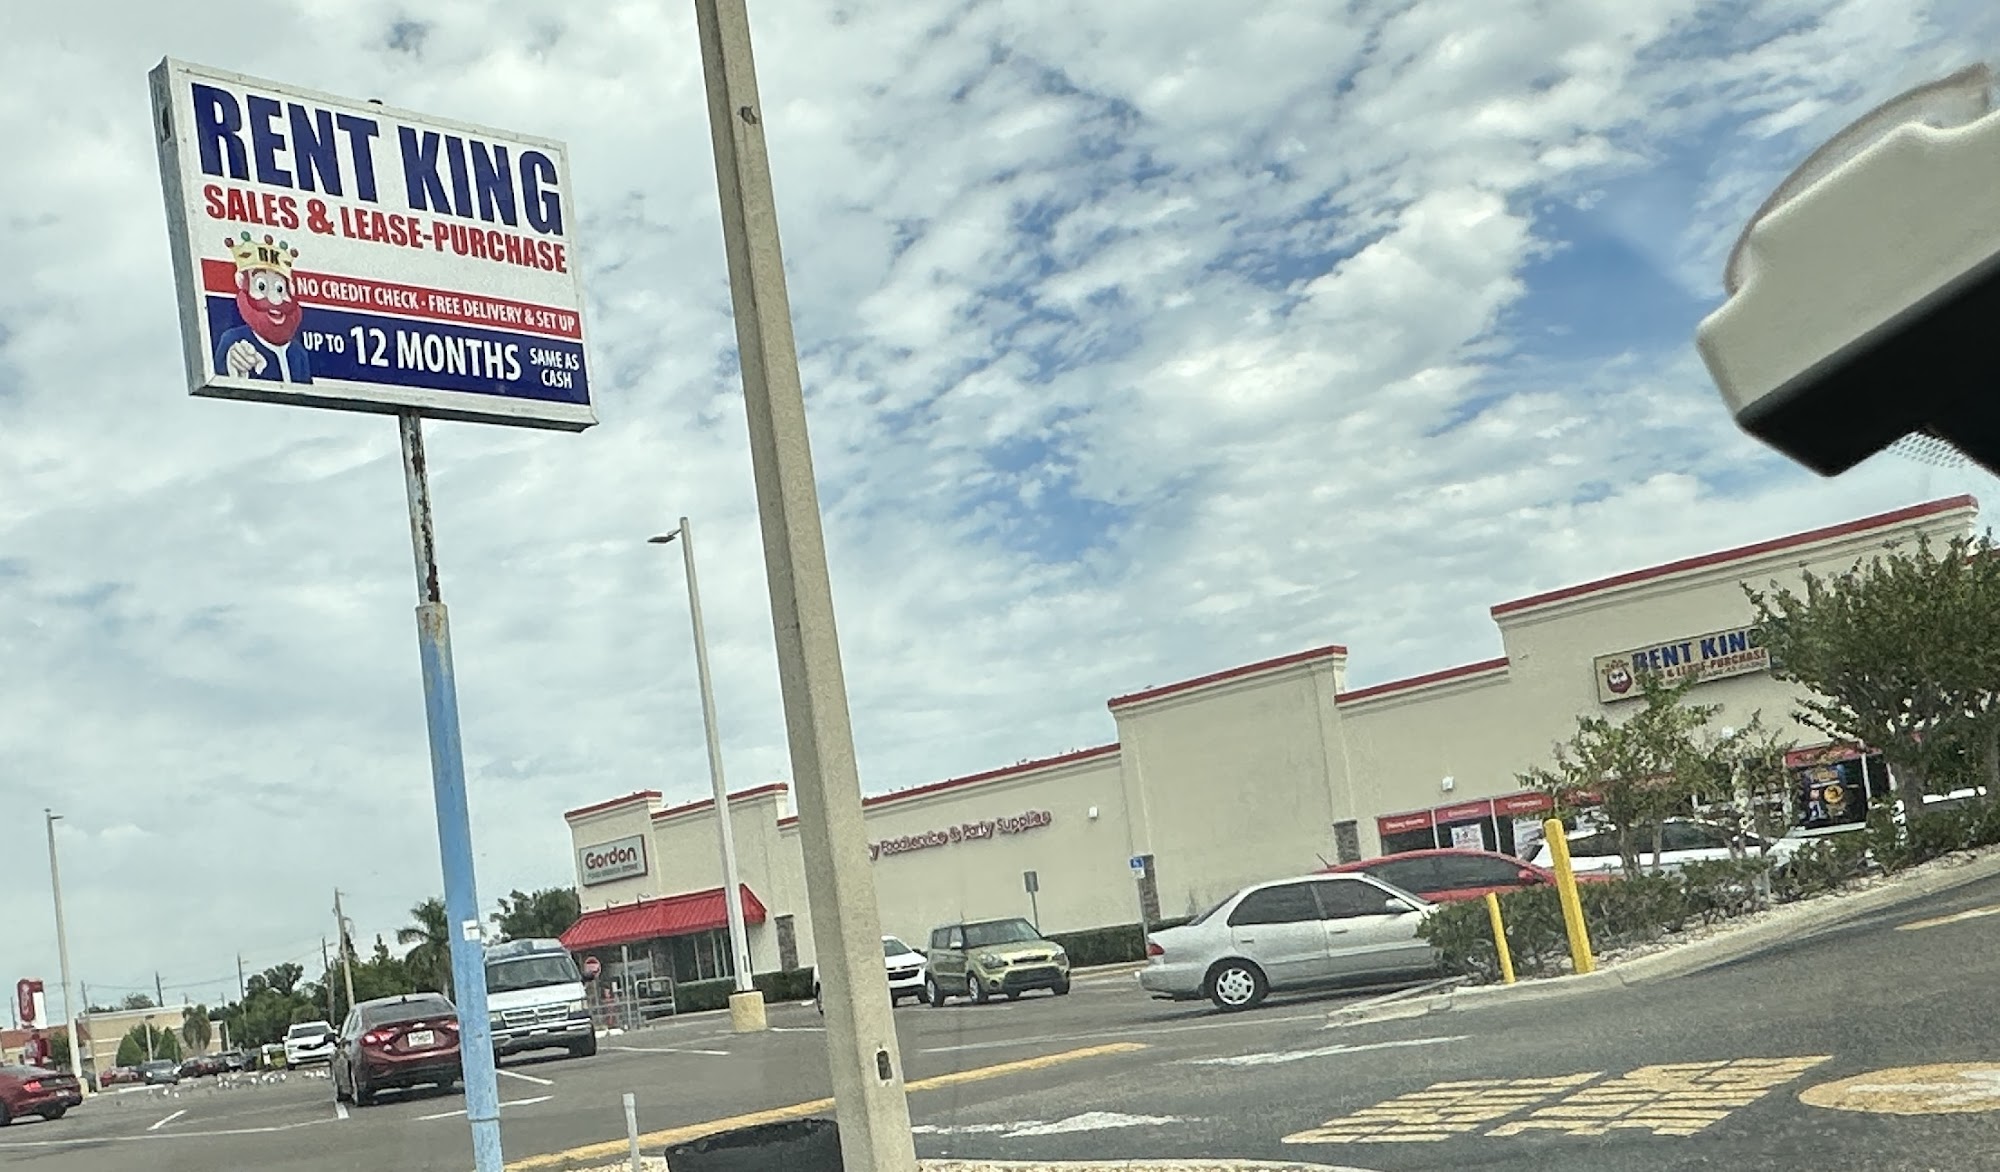 RENT KING
SALES & LEASE-PURCHASE
RK
NO CREDIT CHECK - FREE DELIVERY & SET UP
UP TO 12 MONTHS SAME AS
CASH
RENT KING
SALES & LEASE-PURCHASE
Gordon
Foodservice & Party Supplies